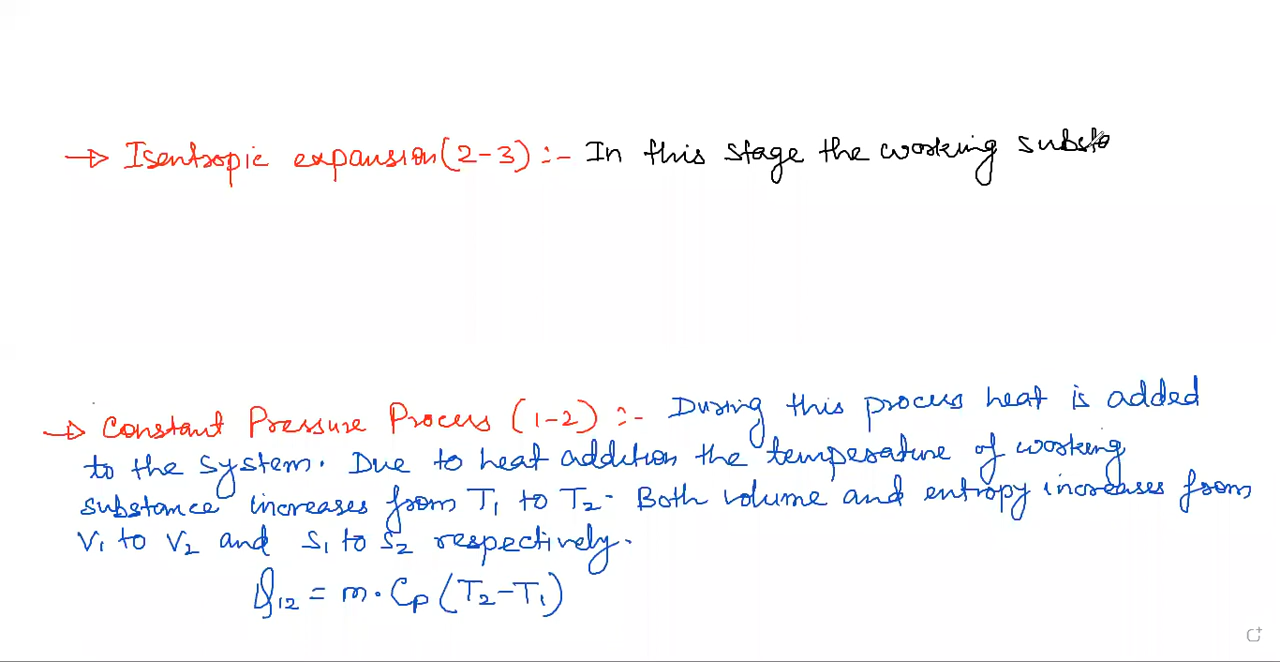 → Isentropic expansion (2-3) :- In this stage the working substa
→ Constant Pressure Process (1-2) :- During this process heat is added
to the system. Due to heat addition the temperature of working
substance increases from T₁ to T₂. Both volume and entropy increases from
V₁ to V₂ and S₁ to S₂ respectively.
Q₁₂ = m · Cp (T₂-T₁)